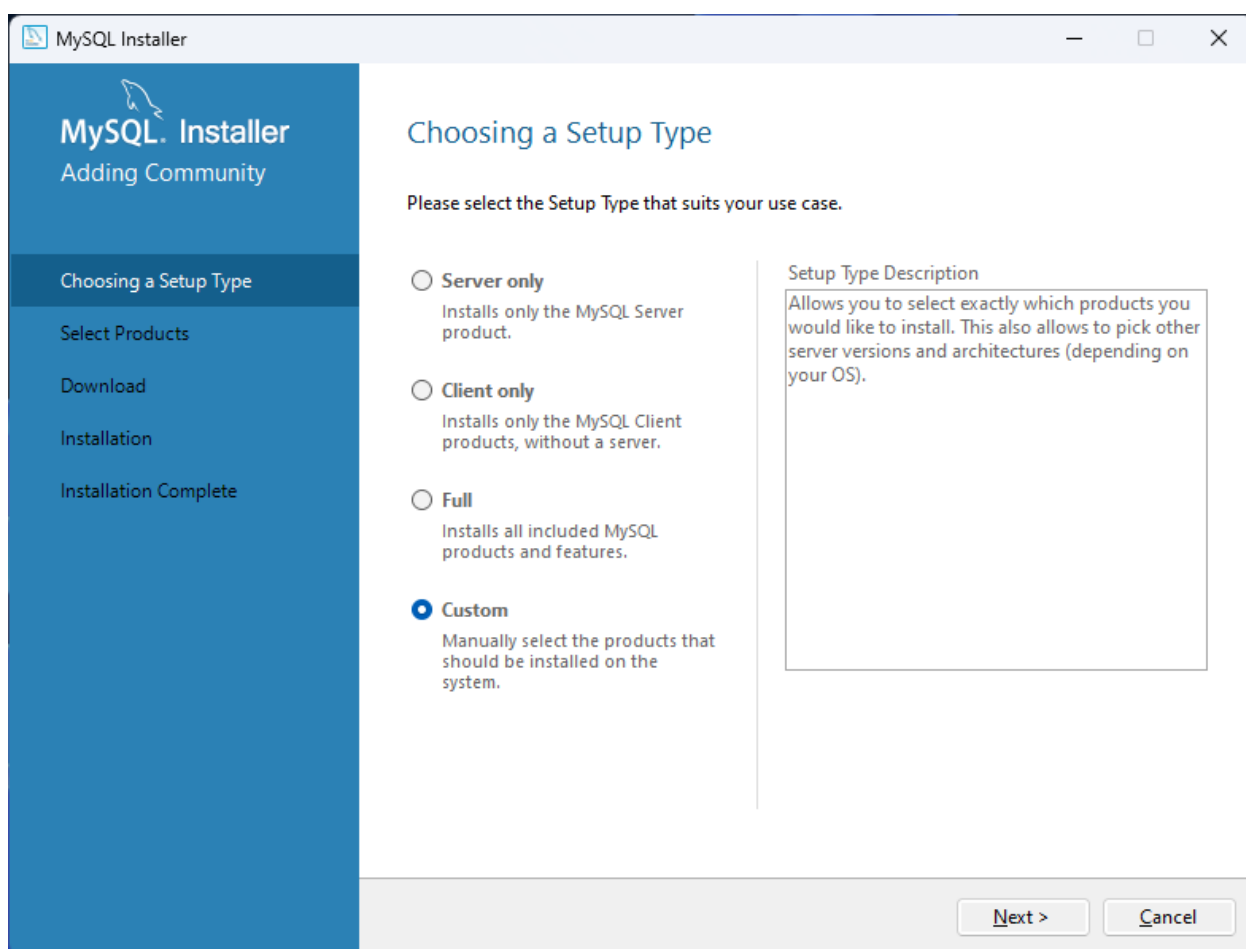 MySQL Installer
MySQL. Installer
Adding Community
Choosing a Setup Type
Select Products
Download
Installation
Installation Complete
Choosing a Setup Type
Please select the Setup Type that suits your use case.
Server only
Installs only the MySQL Server
product.
Client only
Installs only the MySQL Client
products, without a server.
Full
Installs all included MySQL
products and features.
Custom
Manually select the products that
should be installed on the
system.
Setup Type Description
Allows you to select exactly which products you
would like to install. This also allows to pick other
server versions and architectures (depending on
your OS).
Next >
Cancel